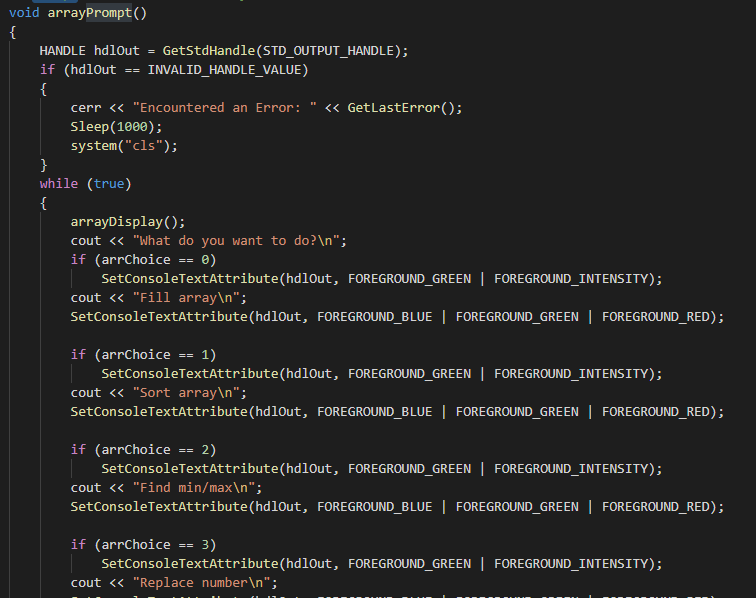 void arrayPrompt()
{
    HANDLE hdlOut = GetStdHandle(STD_OUTPUT_HANDLE);
    if (hdlOut == INVALID_HANDLE_VALUE)
    {
        cerr << "Encountered an Error: " << GetLastError();
        Sleep(1000);
        system("cls");
    }
    while (true)
    {
        arrayDisplay();
        cout << "What do you want to do?\n";
        if (arrChoice == 0)
            SetConsoleTextAttribute(hdlOut, FOREGROUND_GREEN | FOREGROUND_INTENSITY);
        cout << "Fill array\n";
        SetConsoleTextAttribute(hdlOut, FOREGROUND_BLUE | FOREGROUND_GREEN | FOREGROUND_RED);

        if (arrChoice == 1)
            SetConsoleTextAttribute(hdlOut, FOREGROUND_GREEN | FOREGROUND_INTENSITY);
        cout << "Sort array\n";
        SetConsoleTextAttribute(hdlOut, FOREGROUND_BLUE | FOREGROUND_GREEN | FOREGROUND_RED);

        if (arrChoice == 2)
            SetConsoleTextAttribute(hdlOut, FOREGROUND_GREEN | FOREGROUND_INTENSITY);
        cout << "Find min/max\n";
        SetConsoleTextAttribute(hdlOut, FOREGROUND_BLUE | FOREGROUND_GREEN | FOREGROUND_RED);

        if (arrChoice == 3)
            SetConsoleTextAttribute(hdlOut, FOREGROUND_GREEN | FOREGROUND_INTENSITY);
        cout << "Replace number\n";